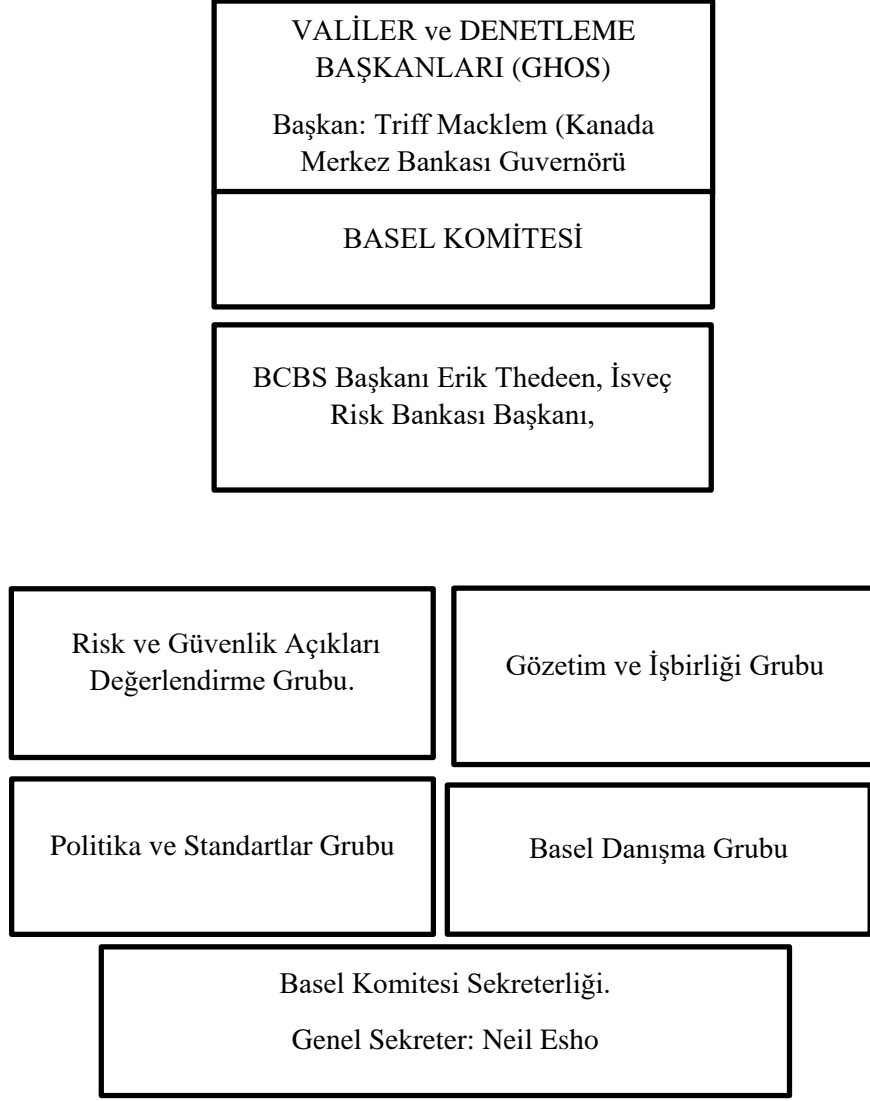 VALİLER ve DENETLEME
BAŞKANLARI (GHOS)
Başkan: Triff Macklem (Kanada
Merkez Bankası Guvernörü
BASEL KOMİTESİ
BCBS Başkanı Erik Thedeen, İsveç
Risk Bankası Başkanı,
Risk ve Güvenlik Açıkları
Değerlendirme Grubu.
Gözetim ve İşbirliği Grubu
Politika ve Standartlar Grubu
Basel Danışma Grubu
Basel Komitesi Sekreterliği.
Genel Sekreter: Neil Esho